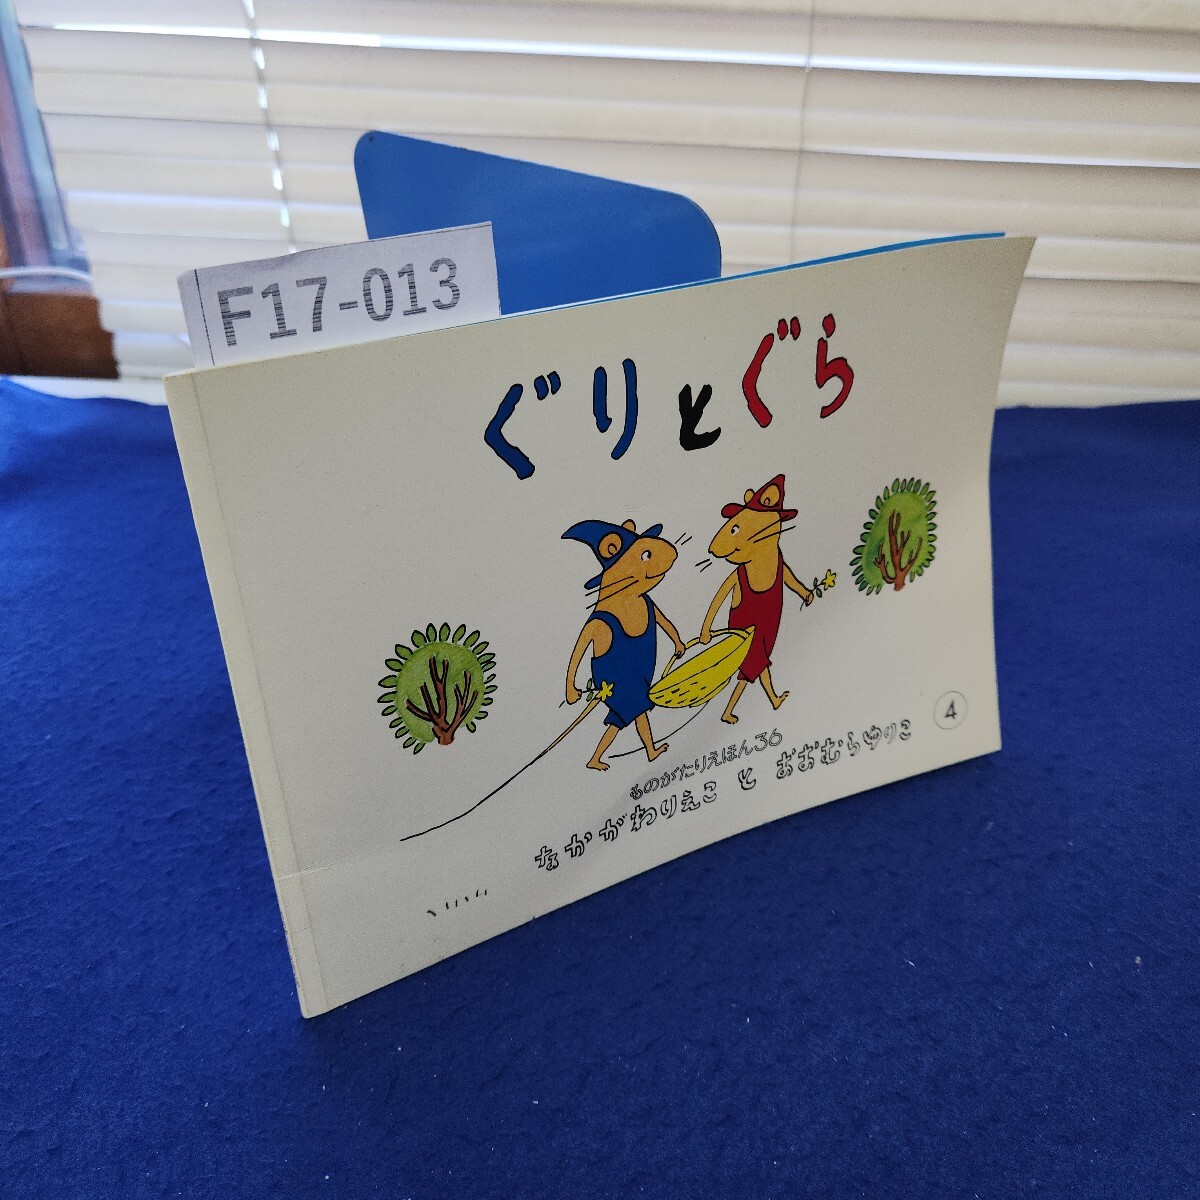 F17-013
ぐりとぐら
ものがたりえほん36
なかがわりえこ と おおむらゆりこ
4